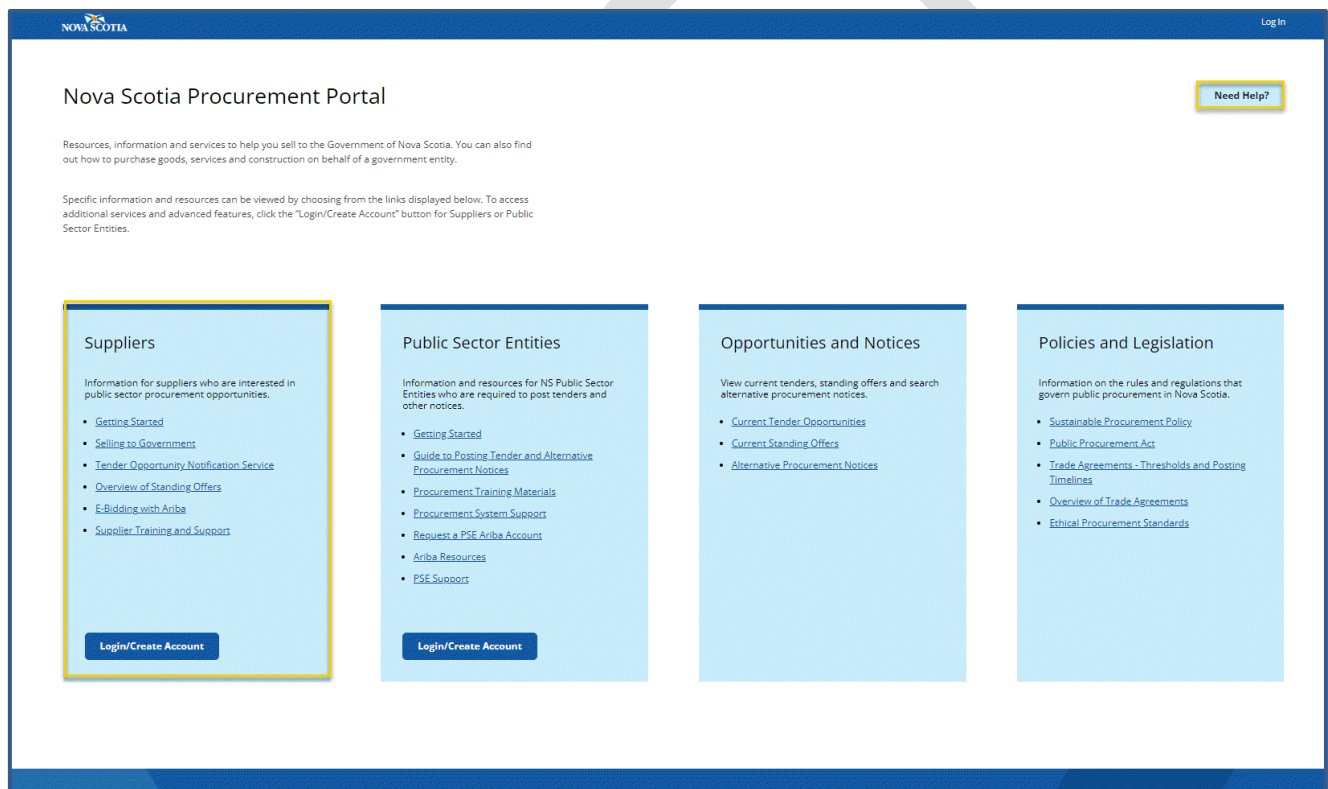 NOVA SCOTIA
Log In
Nova Scotia Procurement Portal
Need Help?
Resources, information and services to help you sell to the Government of Nova Scotia. You can also find
out how to purchase goods, services and construction on behalf of a government entity.
Specific information and resources can be viewed by choosing from the links displayed below. To access
additional services and advanced features, click the "Login/Create Account" button for Suppliers or Public
Sector Entities.
Suppliers
Information for suppliers who are interested in
public sector procurement opportunities.
Getting Started
Selling to Government
Tender Opportunity Notification Service
Overview of Standing Offers
E-Bidding with Ariba
Supplier Training and Support
Login/Create Account
Public Sector Entities
Information and resources for NS Public Sector
Entities who are required to post tenders and
other notices.
Getting Started
Guide to Posting Tender and Alternative
Procurement Notices
Procurement Training Materials
Procurement System Support
Request a PSE Ariba Account
Ariba Resources
PSE Support
Login/Create Account
Opportunities and Notices
View current tenders, standing offers and search
alternative procurement notices.
Current Tender Opportunities
Current Standing Offers
Alternative Procurement Notices
Policies and Legislation
Information on the rules and regulations that
govern public procurement in Nova Scotia.
Sustainable Procurement Policy
Public Procurement Act
Trade Agreements - Thresholds and Posting
Timelines
Overview of Trade Agreements
Ethical Procurement Standards